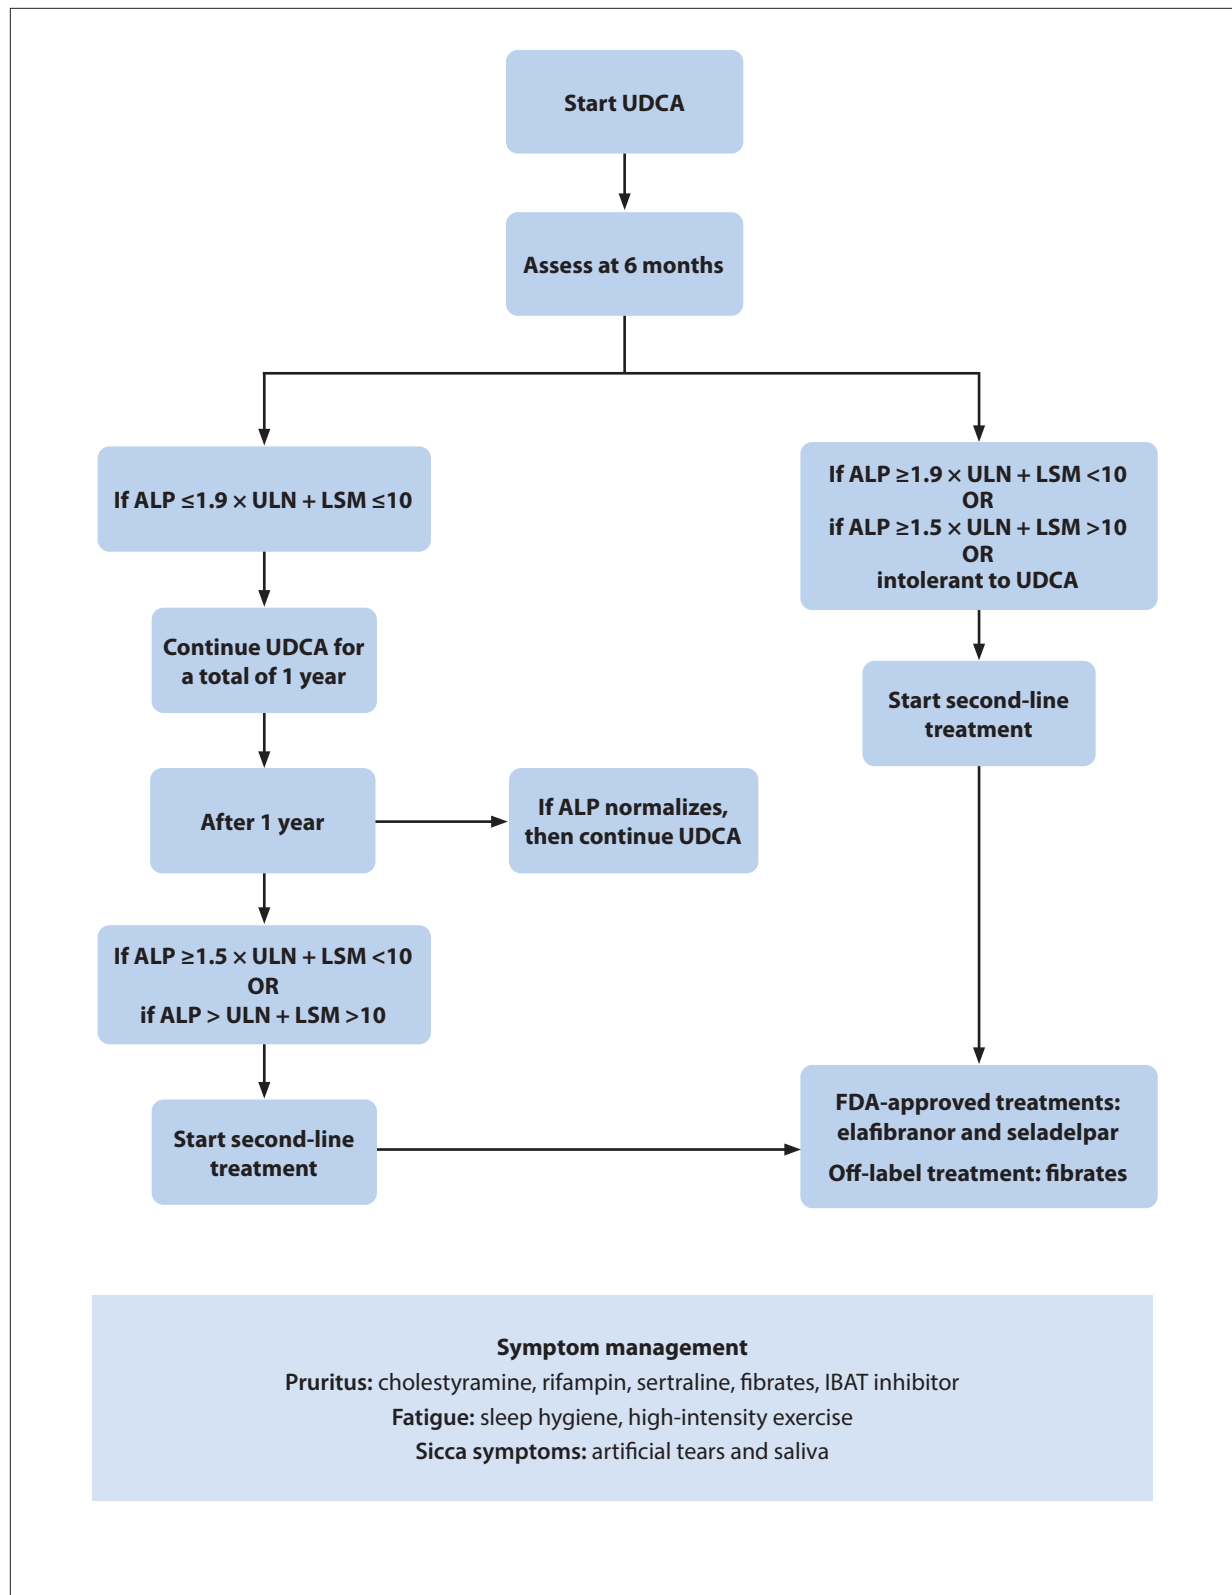 Start UDCA
Assess at 6 months
If ALP ≤1.9 × ULN + LSM ≤10
If ALP ≥1.9 × ULN + LSM <10
OR
if ALP ≥1.5 × ULN + LSM >10
OR
intolerant to UDCA
Continue UDCA for
a total of 1 year
Start second-line
treatment
After 1 year
If ALP normalizes,
then continue UDCA
If ALP ≥1.5 × ULN + LSM <10
OR
if ALP > ULN + LSM >10
Start second-line
treatment
FDA-approved treatments:
elafibranor and seladelpar
Off-label treatment: fibrates
Symptom management
Pruritus: cholestyramine, rifampin, sertraline, fibrates, IBAT inhibitor
Fatigue: sleep hygiene, high-intensity exercise
Sicca symptoms: artificial tears and saliva